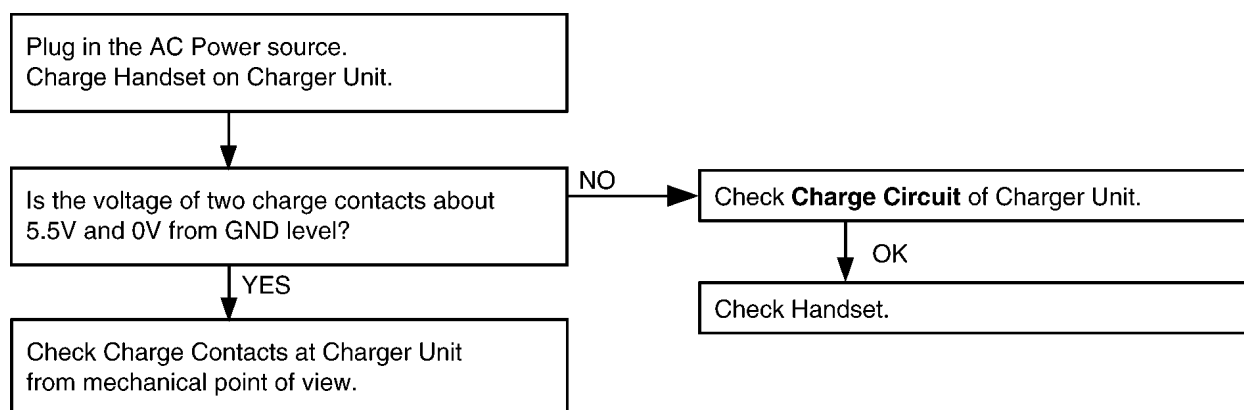 Plug in the AC Power source.
Charge Handset on Charger Unit.
Is the voltage of two charge contacts about
5.5V and 0V from GND level?
NO
Check Charge Circuit of Charger Unit.
OK
Check Handset.
YES
Check Charge Contacts at Charger Unit
from mechanical point of view.